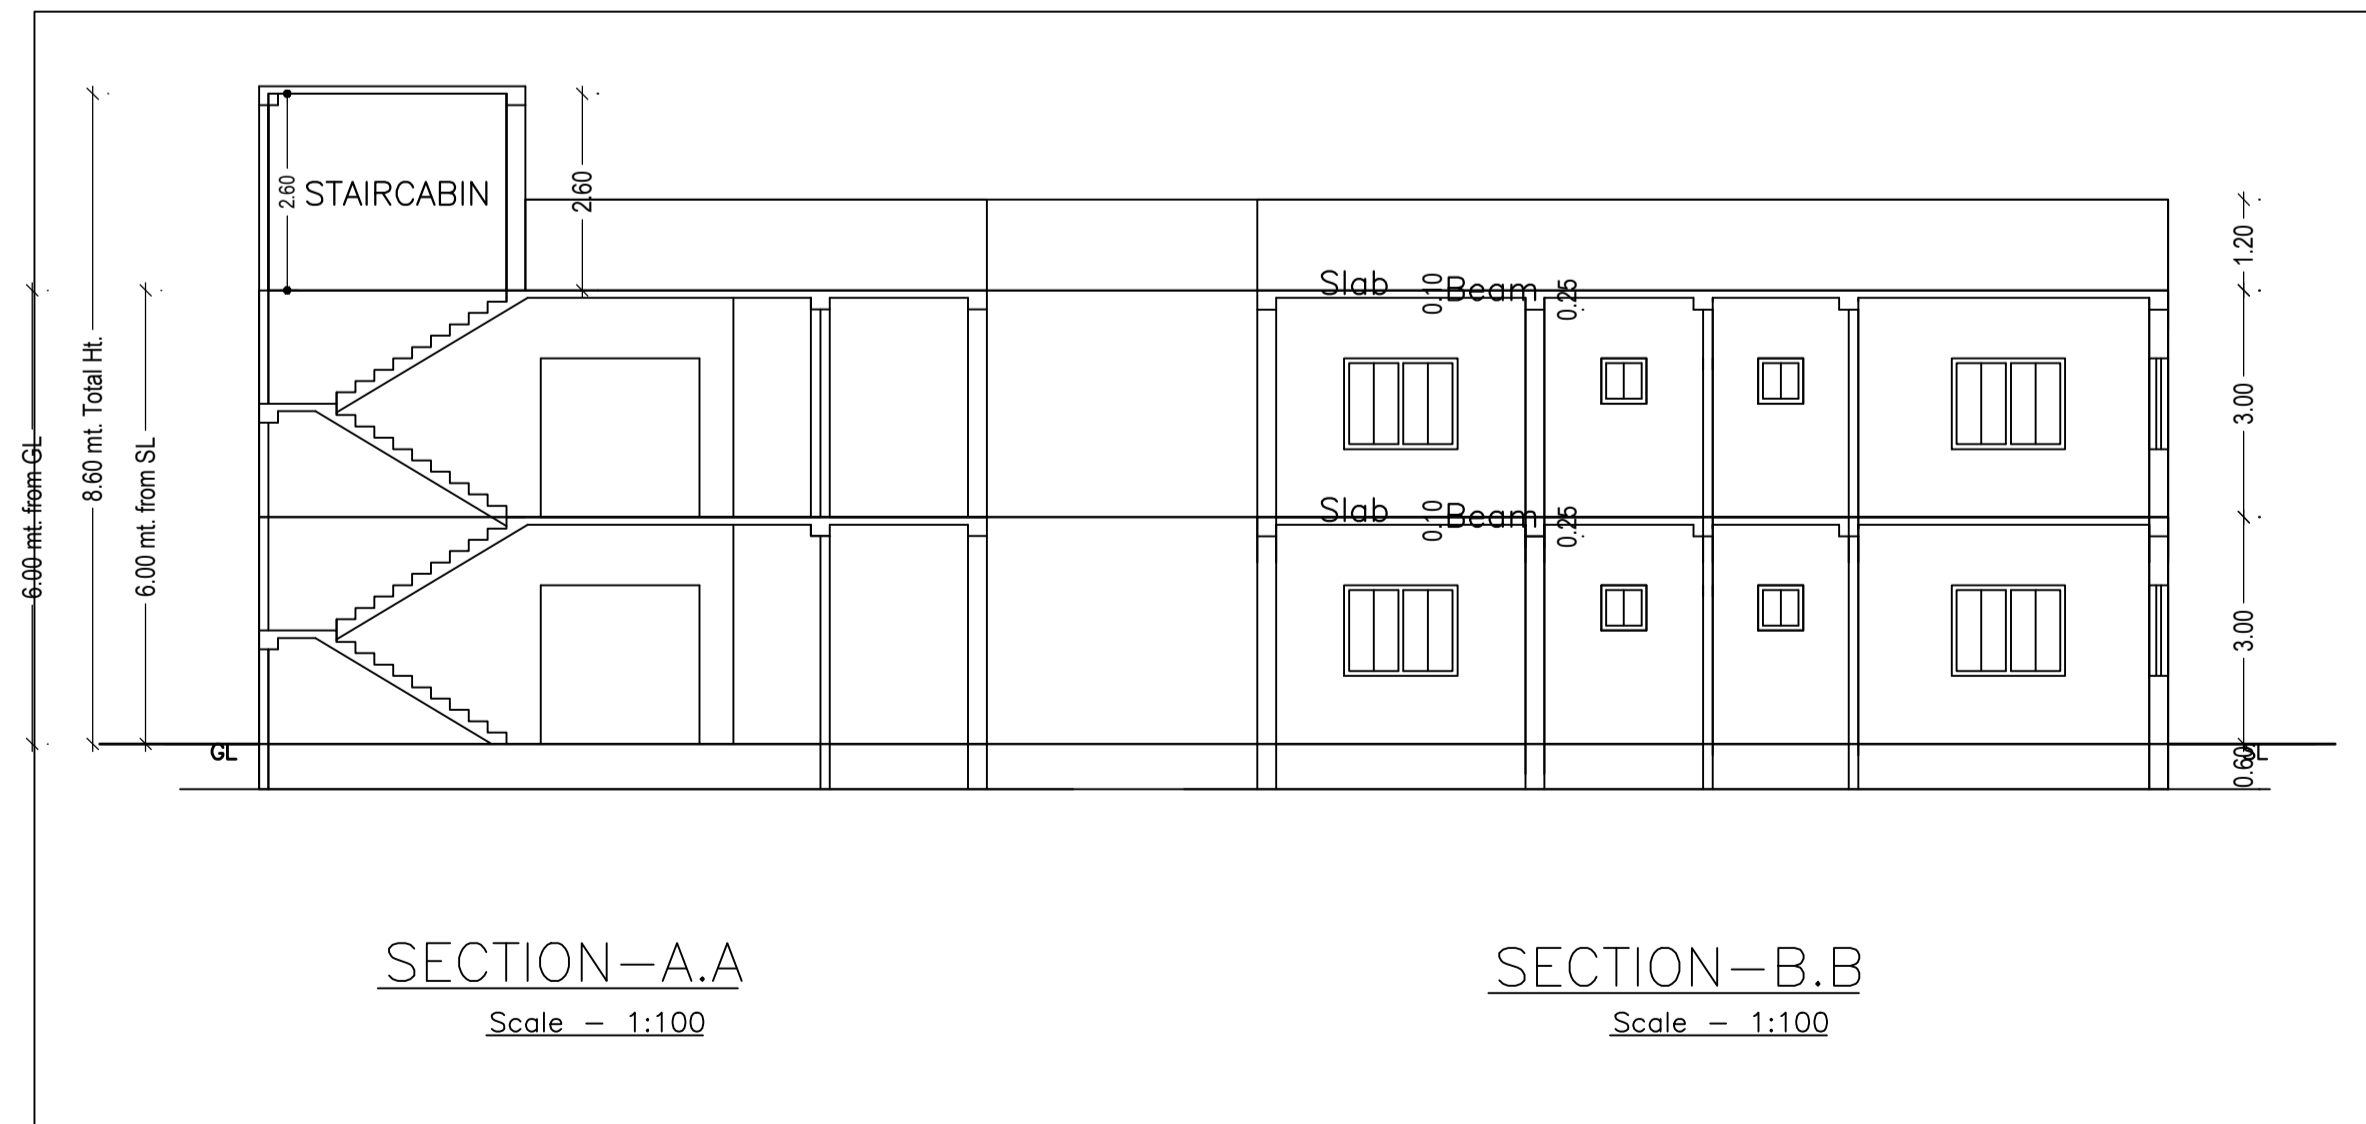 2.60
STAIRCABIN
2.60
1.20
Slab
0.10
Beam
0.25
6.00 mt. from GL
8.60 mt. Total Ht.
6.00 mt. from SL
3.00
Slab
0.10
Beam
0.25
3.00
GL
0.60
SECTION-A.A
Scale - 1:100
SECTION-B.B
Scale - 1:100